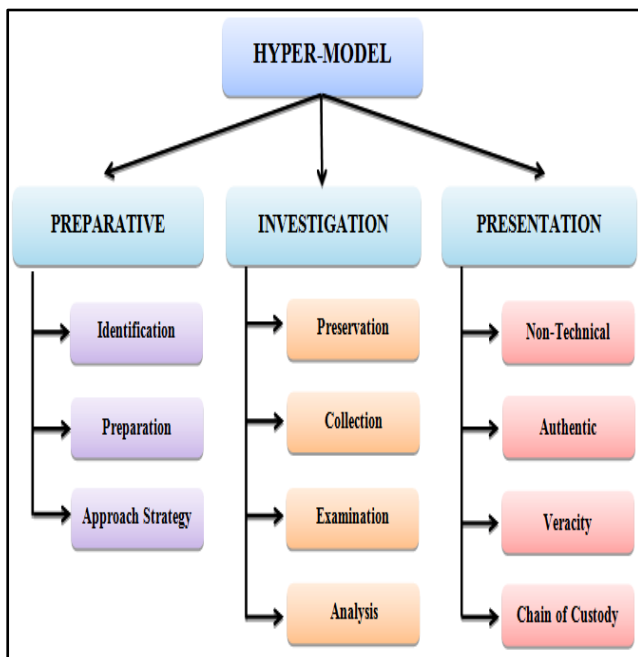 HYPER-MODEL
PREPARATIVE
Identification
Preparation
Approach Strategy
INVESTIGATION
Preservation
Collection
Examination
Analysis
PRESENTATION
Non-Technical
Authentic
Veracity
Chain of Custody